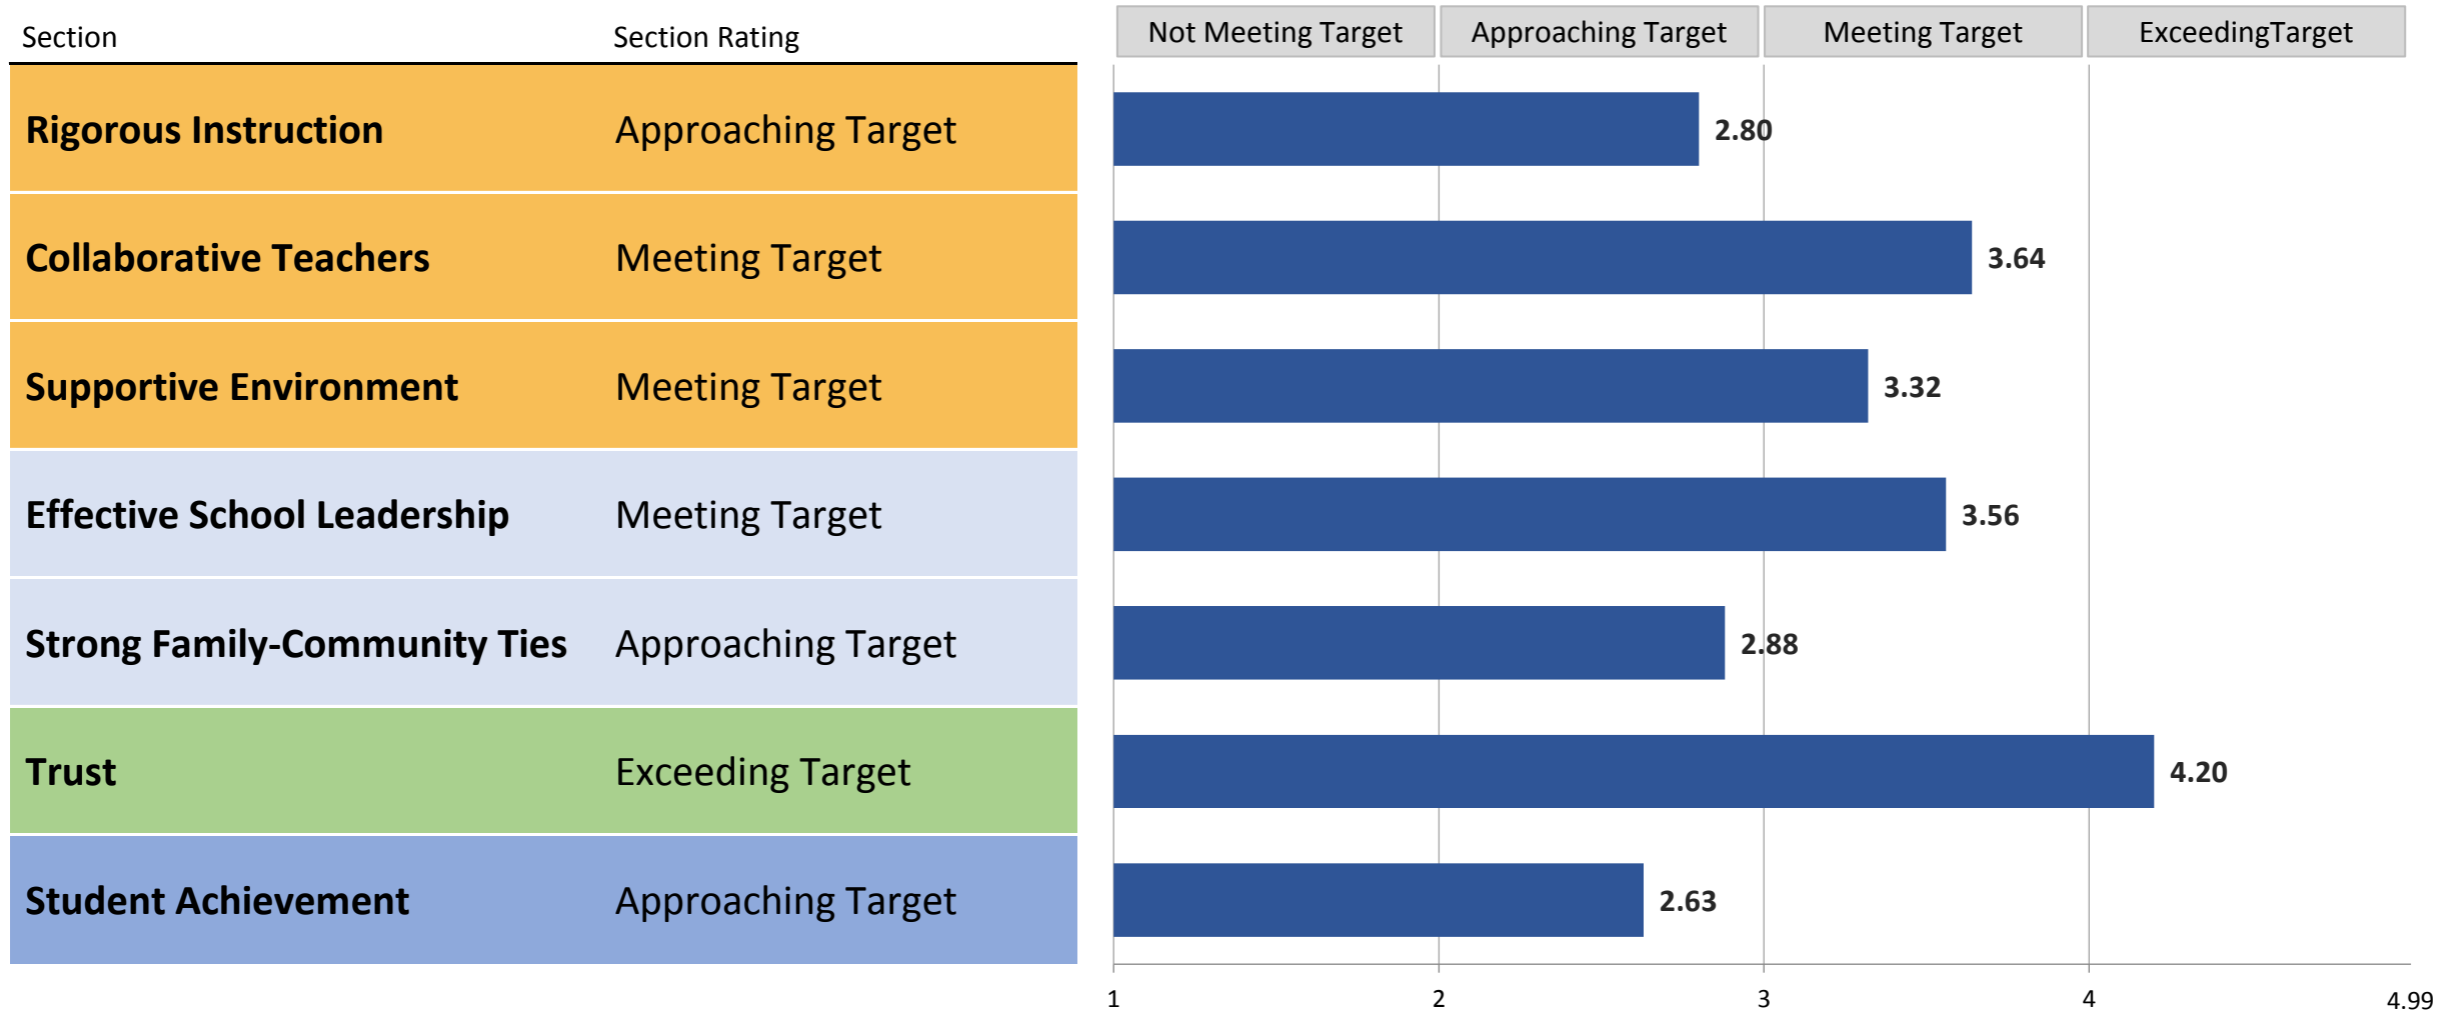 Section Section Rating Not Meeting Target Approaching Target Meeting Target ExceedingTarget
Rigorous Instruction Approaching Target 2.80
Collaborative Teachers Meeting Target 3.64
Supportive Environment Meeting Target 3.32
Effective School Leadership Meeting Target 3.56
Strong Family-Community Ties Approaching Target 2.88
Trust Exceeding Target 4.20
Student Achievement Approaching Target 2.63
1 2 3 4 4.99